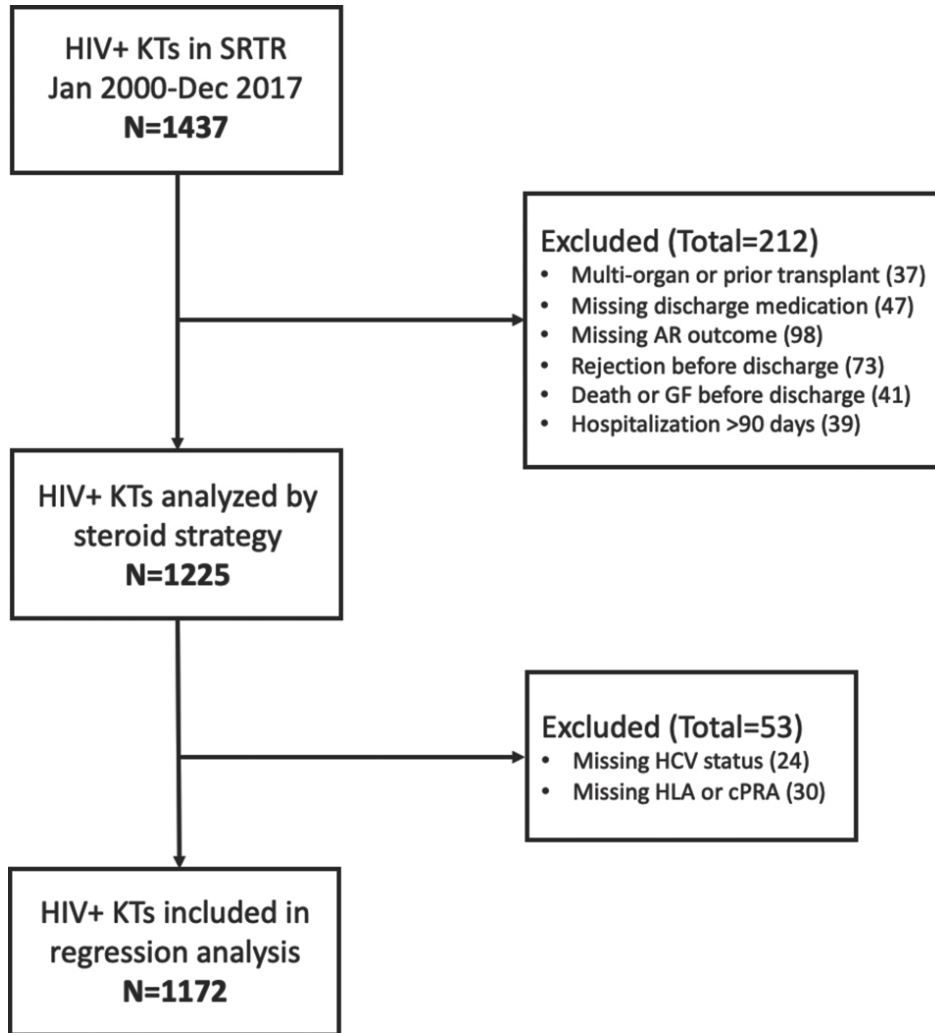 HIV+ KTs in SRTR
Jan 2000-Dec 2017
N=1437
Excluded (Total=212)
• Multi-organ or prior transplant (37)
• Missing discharge medication (47)
• Missing AR outcome (98)
• Rejection before discharge (73)
• Death or GF before discharge (41)
• Hospitalization >90 days (39)
HIV+ KTs analyzed by
steroid strategy
N=1225
Excluded (Total=53)
• Missing HCV status (24)
• Missing HLA or cPRA (30)
HIV+ KTs included in
regression analysis
N=1172